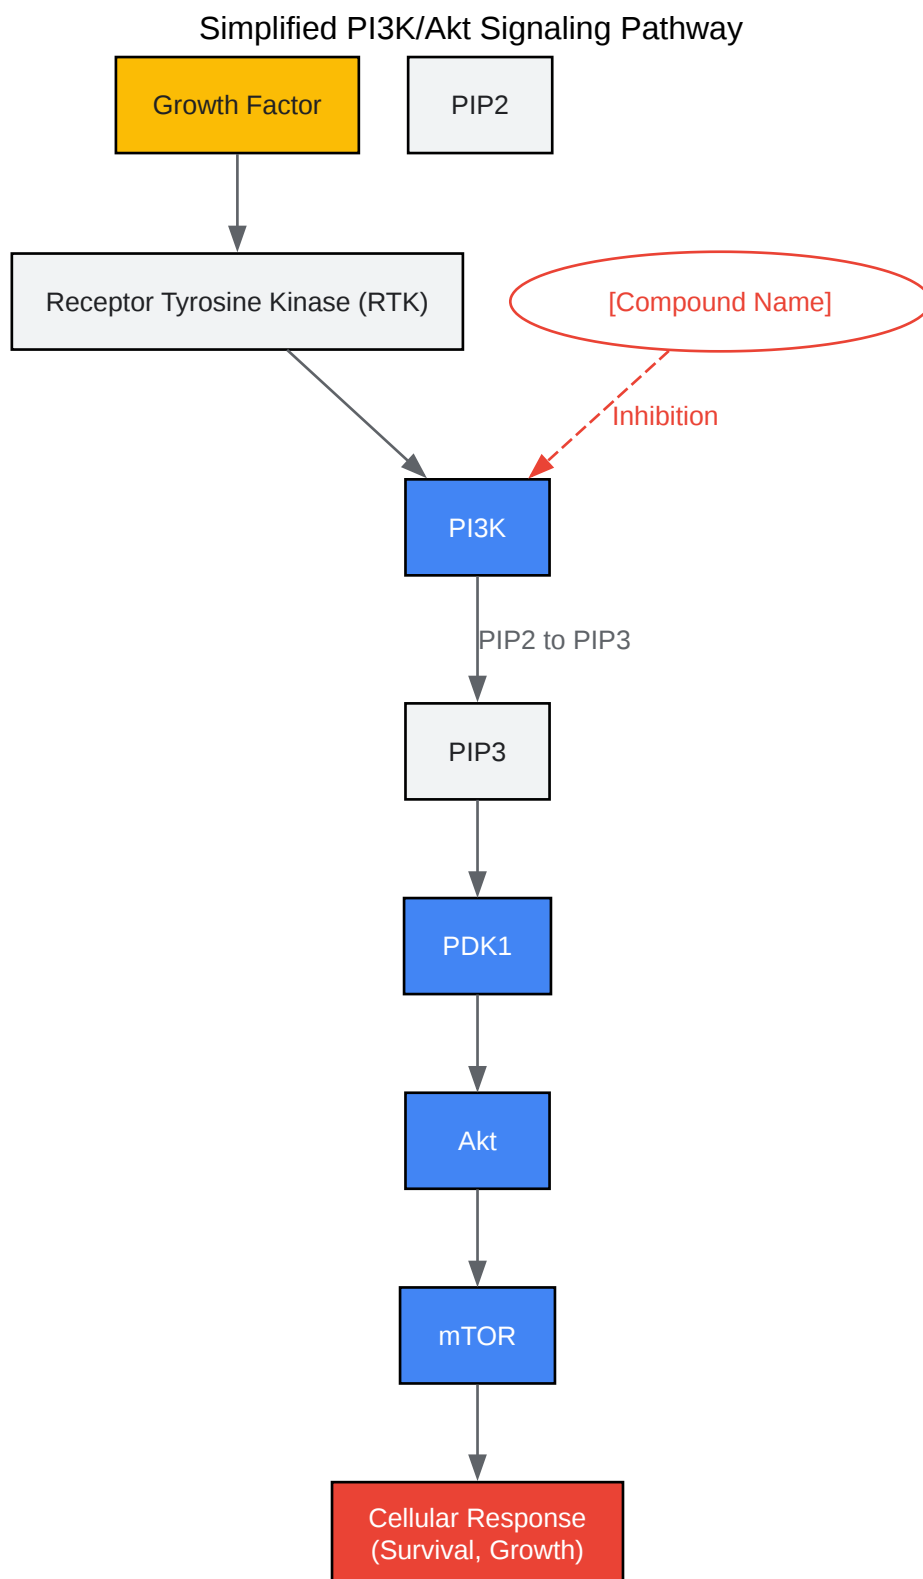 Simplified PI3K/Akt Signaling Pathway
Growth Factor
PIP2
Receptor Tyrosine Kinase (RTK)
[Compound Name]
Inhibition
PI3K
PIP2 to PIP3
PIP3
PDK1
Akt
mTOR
Cellular Response
(Survival, Growth)